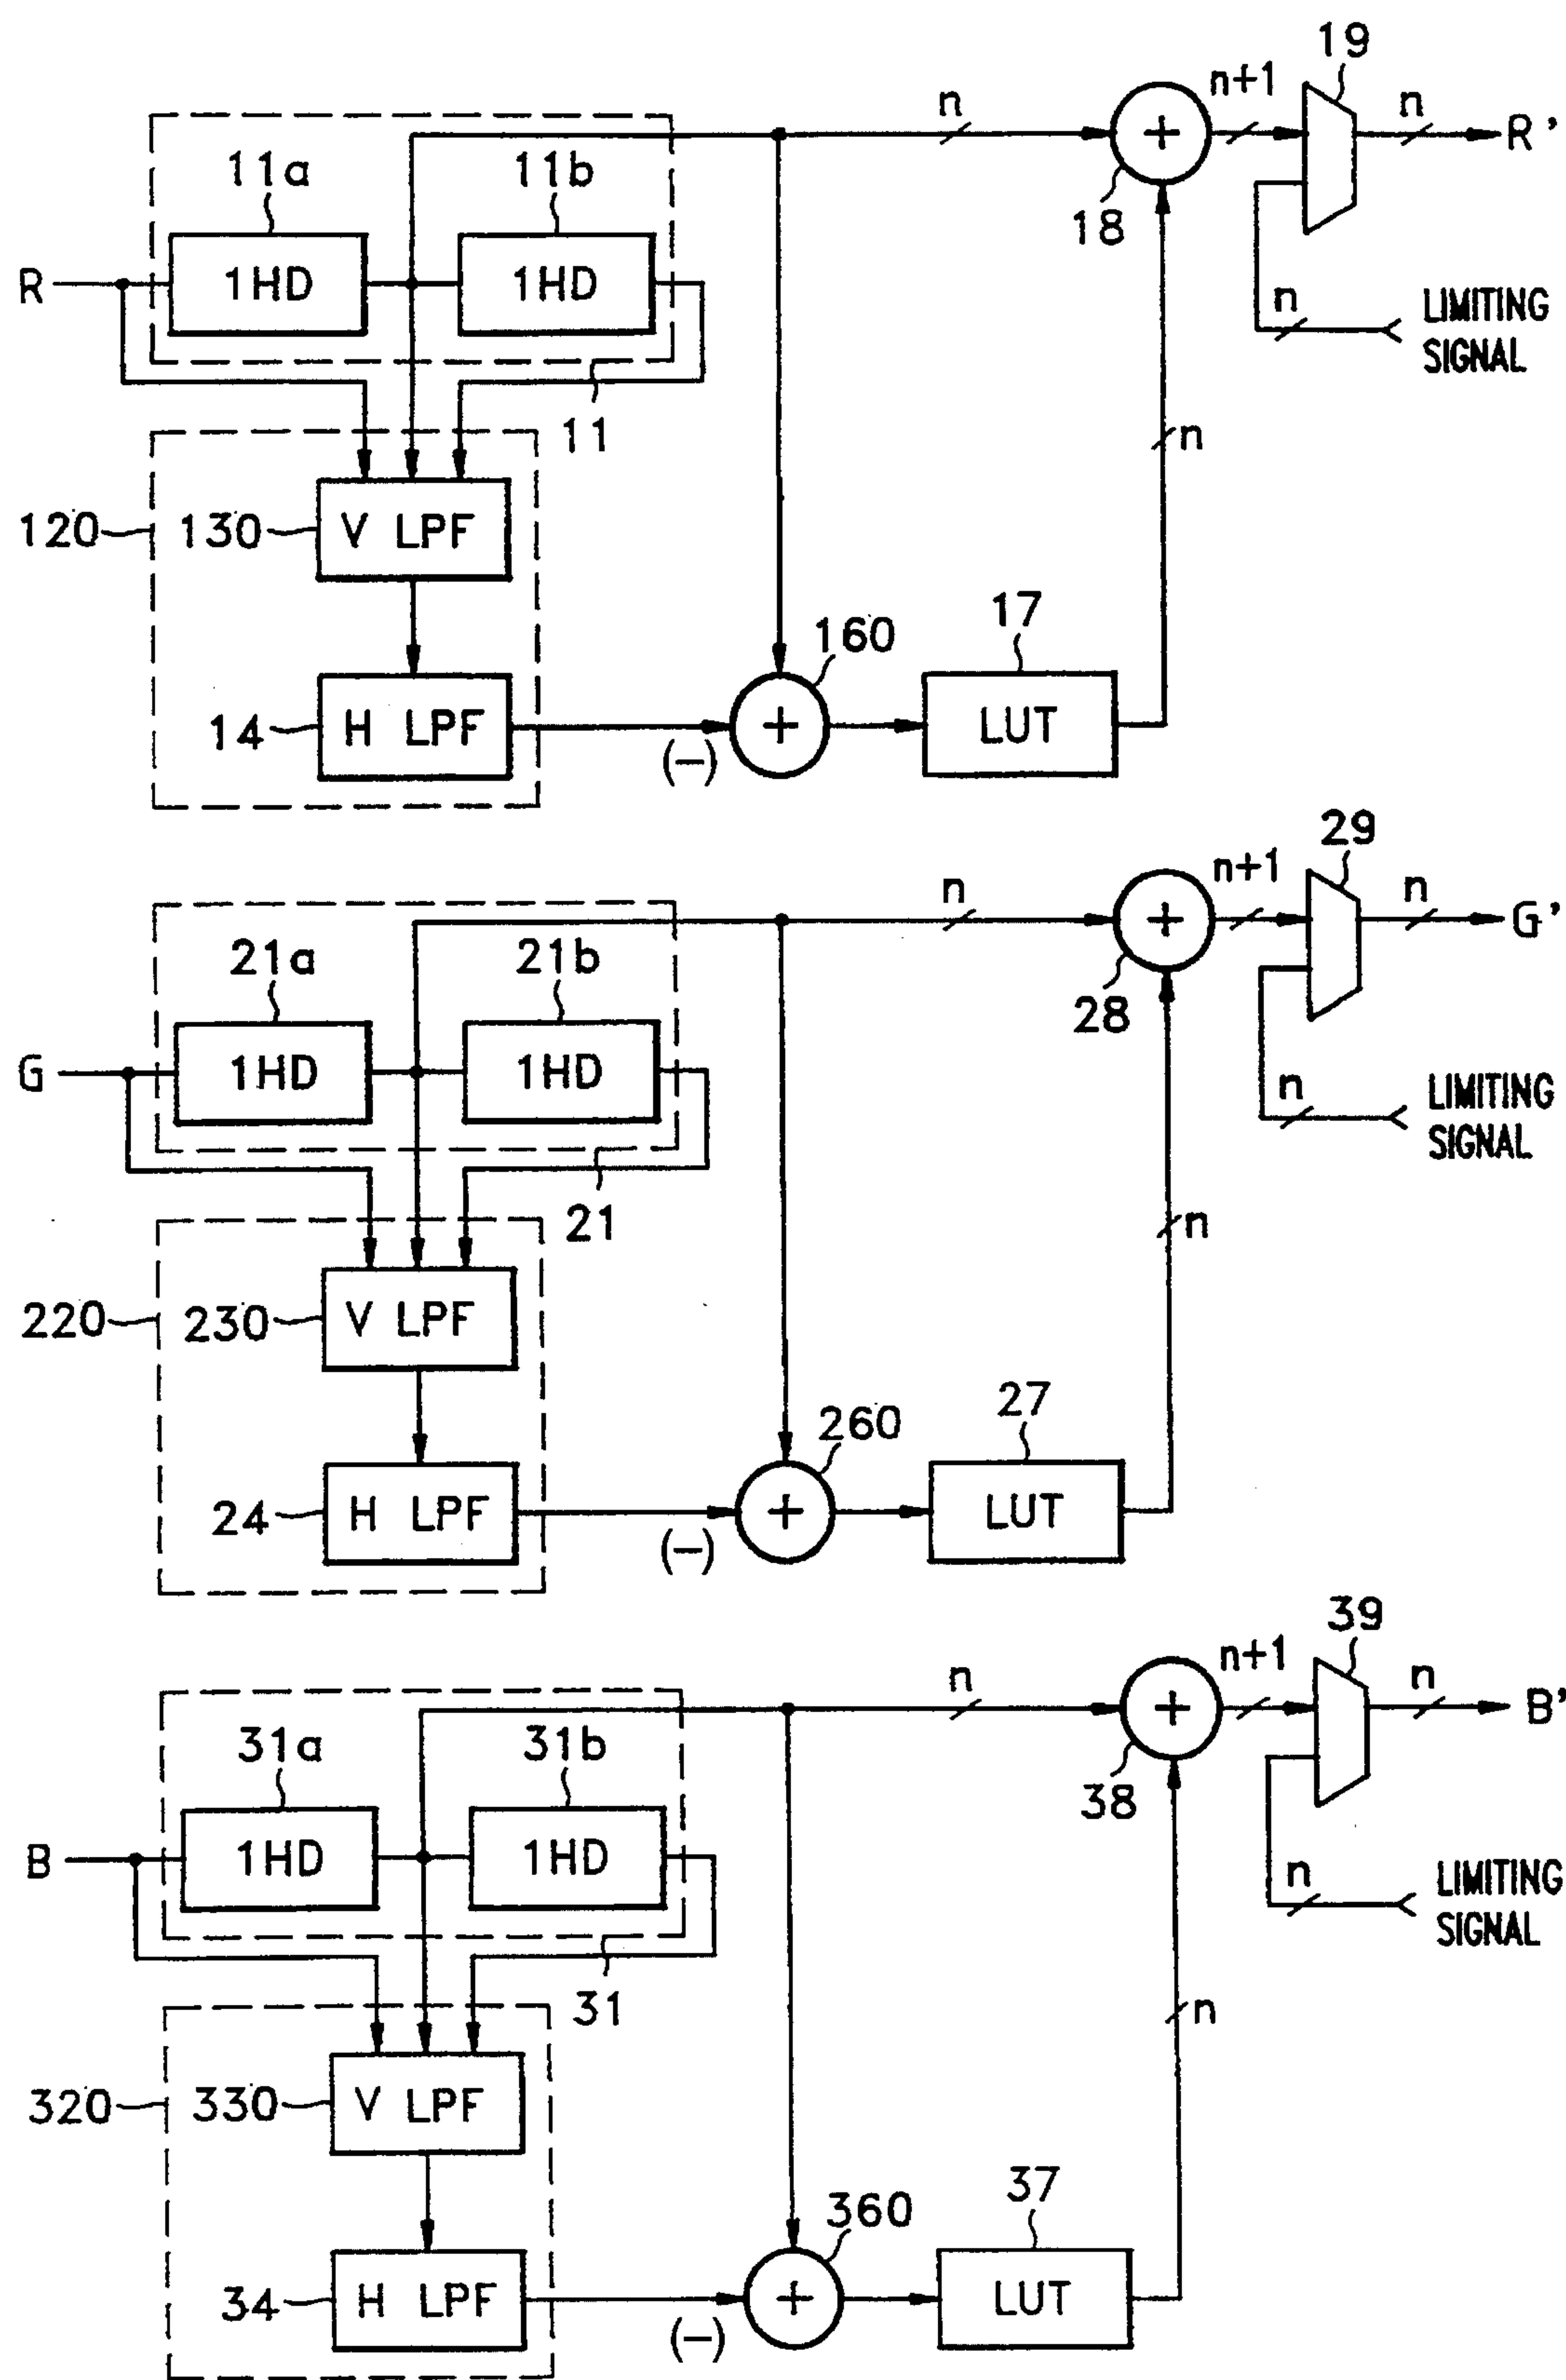 19
n
n+1
n
+
R'
11a
11b
18
R
1HD
1HD
n
LIMITING
SIGNAL
11
n
120
130
V LPF
160
17
14
H LPF
+
LUT
(-)
29
n
n+1
n
+
G'
21a
21b
28
G
1HD
1HD
n
LIMITING
SIGNAL
21
n
220
230
V LPF
260
27
24
H LPF
+
LUT
(-)
39
n
n+1
n
+
B'
31a
31b
38
B
1HD
1HD
n
LIMITING
SIGNAL
31
n
320
330
V LPF
360
37
34
H LPF
+
LUT
(-)